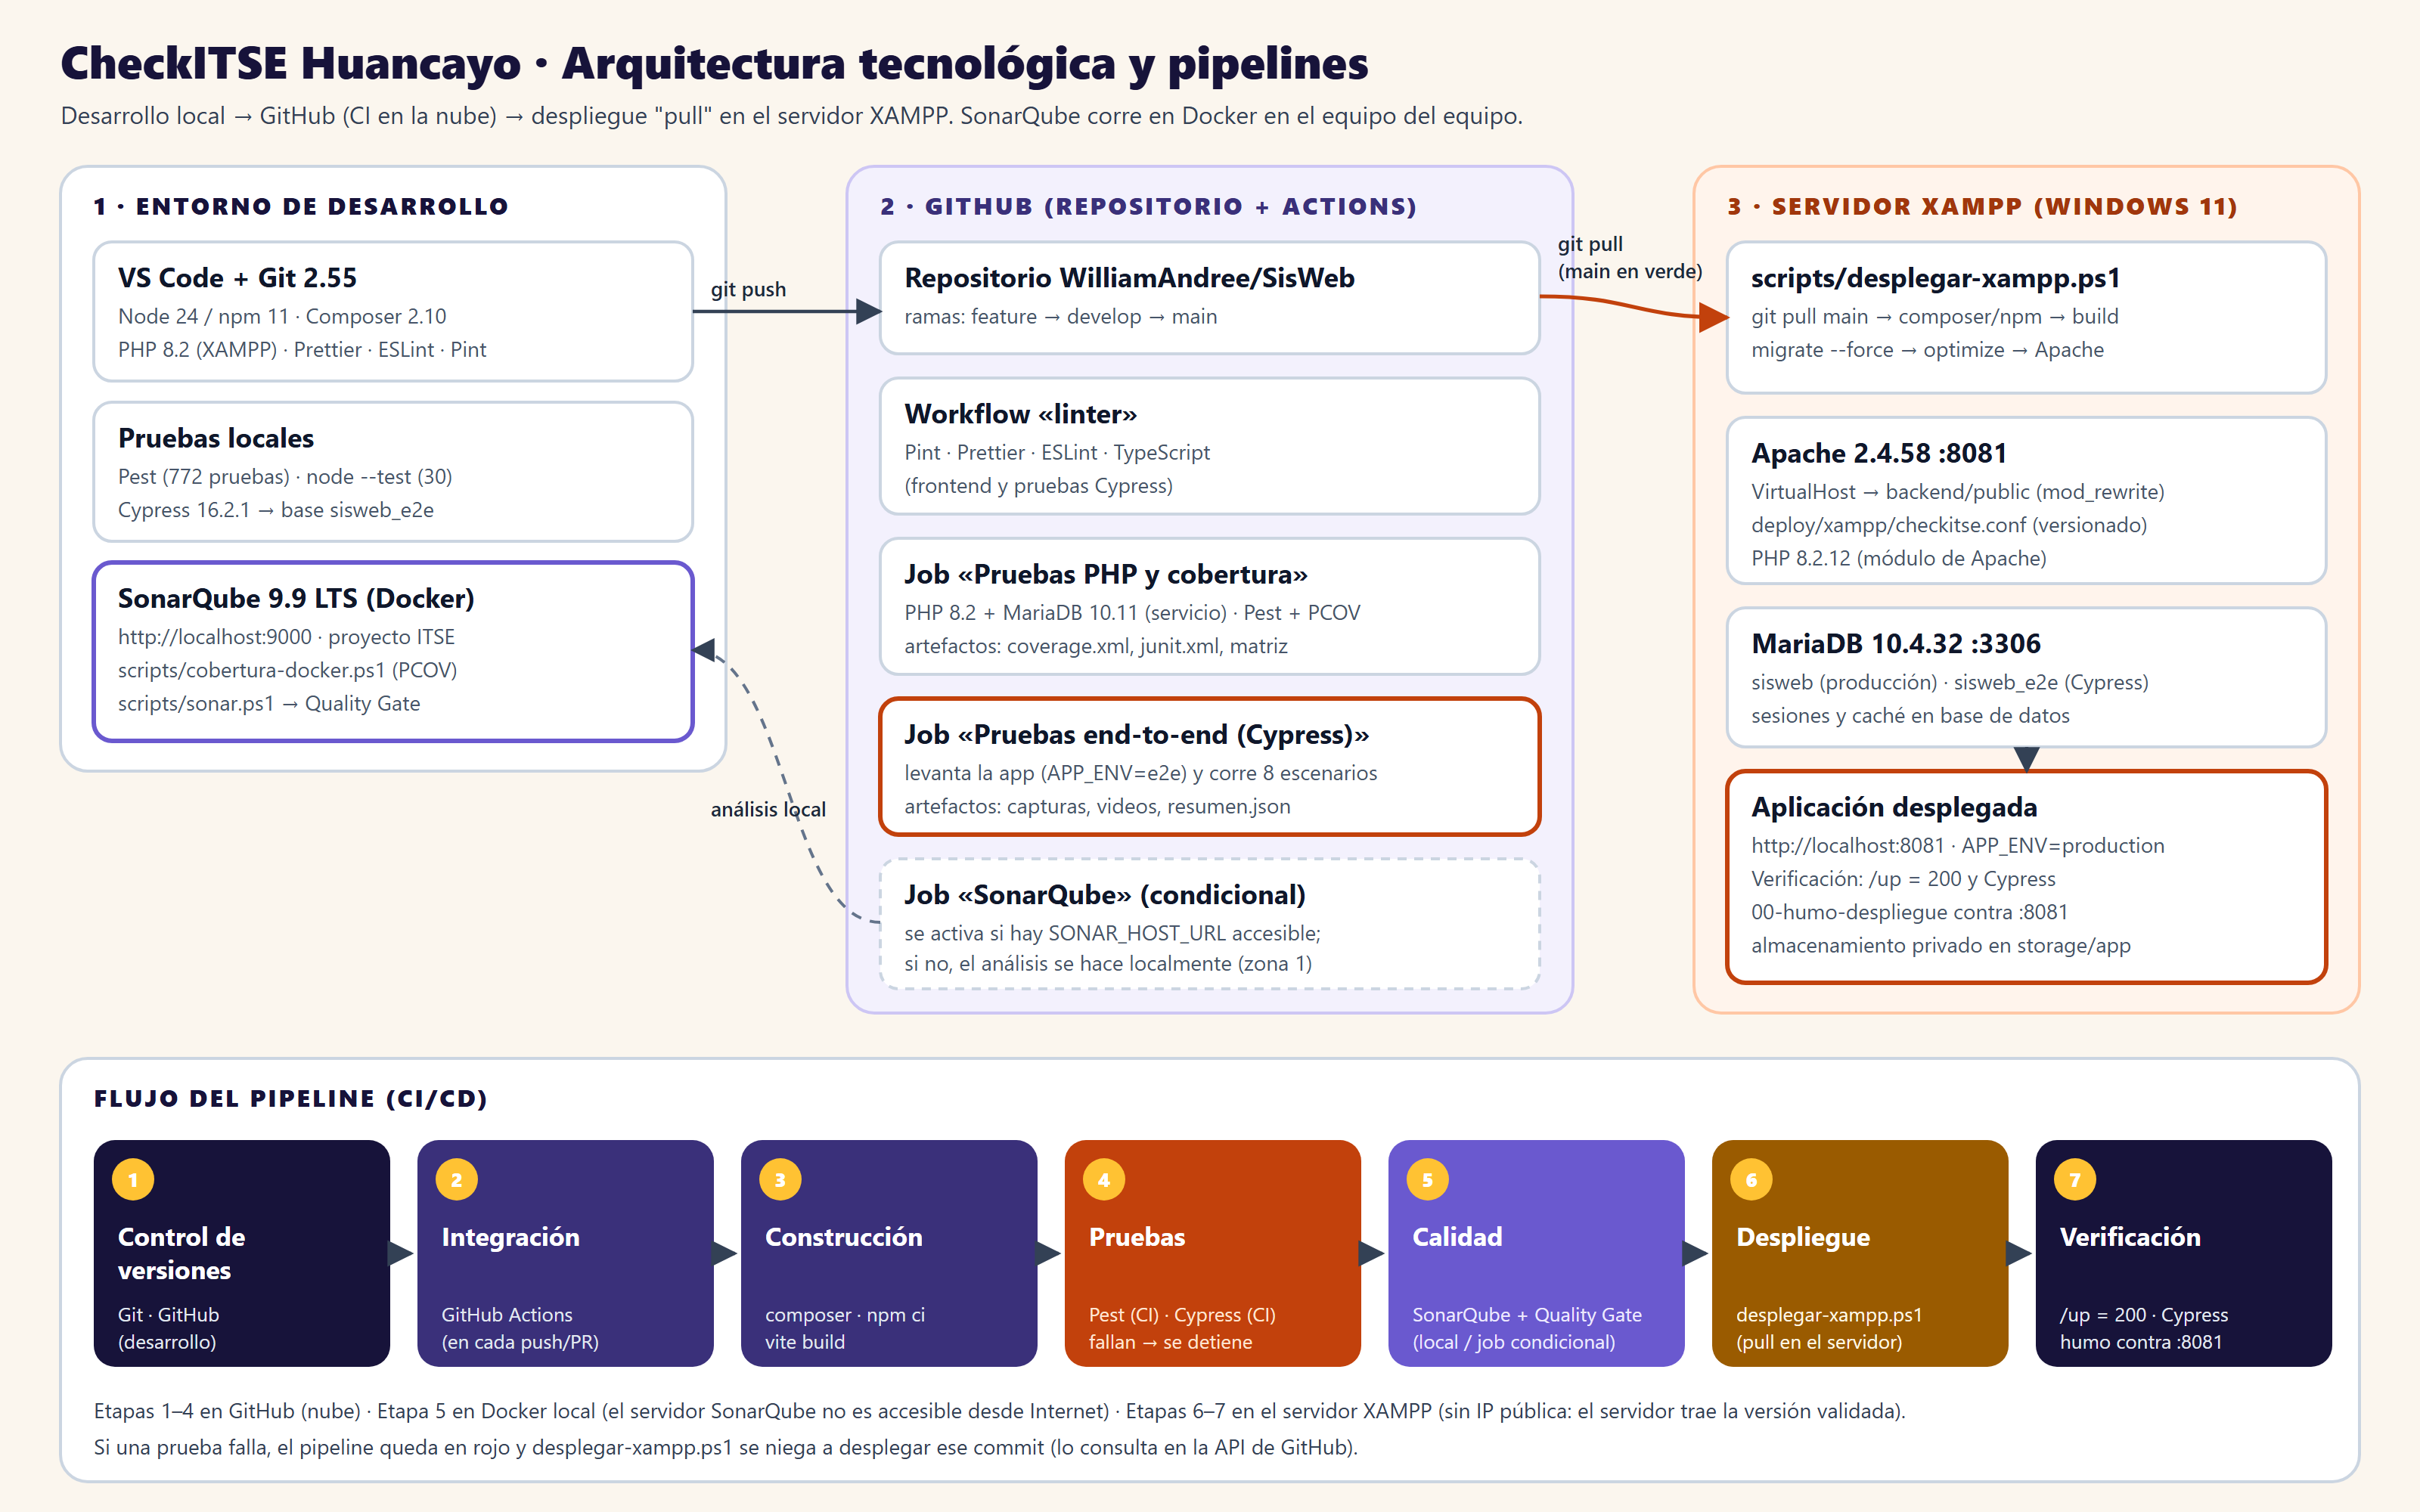 CheckITSE Huancayo · Arquitectura tecnológica y pipelines
Desarrollo local → GitHub (CI en la nube) → despliegue "pull" en el servidor XAMPP. SonarQube corre en Docker en el equipo del equipo.
1 · ENTORNO DE DESARROLLO
VS Code + Git 2.55
Node 24 / npm 11 · Composer 2.10
PHP 8.2 (XAMPP) · Prettier · ESLint · Pint
Pruebas locales
Pest (772 pruebas) · node --test (30)
Cypress 16.2.1 → base sisweb_e2e
SonarQube 9.9 LTS (Docker)
http://localhost:9000 · proyecto ITSE
scripts/cobertura-docker.ps1 (PCOV)
scripts/sonar.ps1 → Quality Gate
git push
análisis local
2 · GITHUB (REPOSITORIO + ACTIONS)
Repositorio WilliamAndree/SisWeb
ramas: feature → develop → main
Workflow «linter»
Pint · Prettier · ESLint · TypeScript
(frontend y pruebas Cypress)
Job «Pruebas PHP y cobertura»
PHP 8.2 + MariaDB 10.11 (servicio) · Pest + PCOV
artefactos: coverage.xml, junit.xml, matriz
Job «Pruebas end-to-end (Cypress)»
levanta la app (APP_ENV=e2e) y corre 8 escenarios
artefactos: capturas, videos, resumen.json
Job «SonarQube» (condicional)
se activa si hay SONAR_HOST_URL accesible;
si no, el análisis se hace localmente (zona 1)
git pull
(main en verde)
3 · SERVIDOR XAMPP (WINDOWS 11)
scripts/desplegar-xampp.ps1
git pull main → composer/npm → build
migrate --force → optimize → Apache
Apache 2.4.58 :8081
VirtualHost → backend/public (mod_rewrite)
deploy/xampp/checkitse.conf (versionado)
PHP 8.2.12 (módulo de Apache)
MariaDB 10.4.32 :3306
sisweb (producción) · sisweb_e2e (Cypress)
sesiones y caché en base de datos
Aplicación desplegada
http://localhost:8081 · APP_ENV=production
Verificación: /up = 200 y Cypress
00-humo-despliegue contra :8081
almacenamiento privado en storage/app
FLUJO DEL PIPELINE (CI/CD)
1
Control de
versiones
Git · GitHub
(desarrollo)
2
Integración
GitHub Actions
(en cada push/PR)
3
Construcción
composer · npm ci
vite build
4
Pruebas
Pest (CI) · Cypress (CI)
fallan → se detiene
5
Calidad
SonarQube + Quality Gate
(local / job condicional)
6
Despliegue
desplegar-xampp.ps1
(pull en el servidor)
7
Verificación
/up = 200 · Cypress
humo contra :8081
Etapas 1–4 en GitHub (nube) · Etapa 5 en Docker local (el servidor SonarQube no es accesible desde Internet) · Etapas 6–7 en el servidor XAMPP (sin IP pública: el servidor trae la versión validada).
Si una prueba falla, el pipeline queda en rojo y desplegar-xampp.ps1 se niega a desplegar ese commit (lo consulta en la API de GitHub).